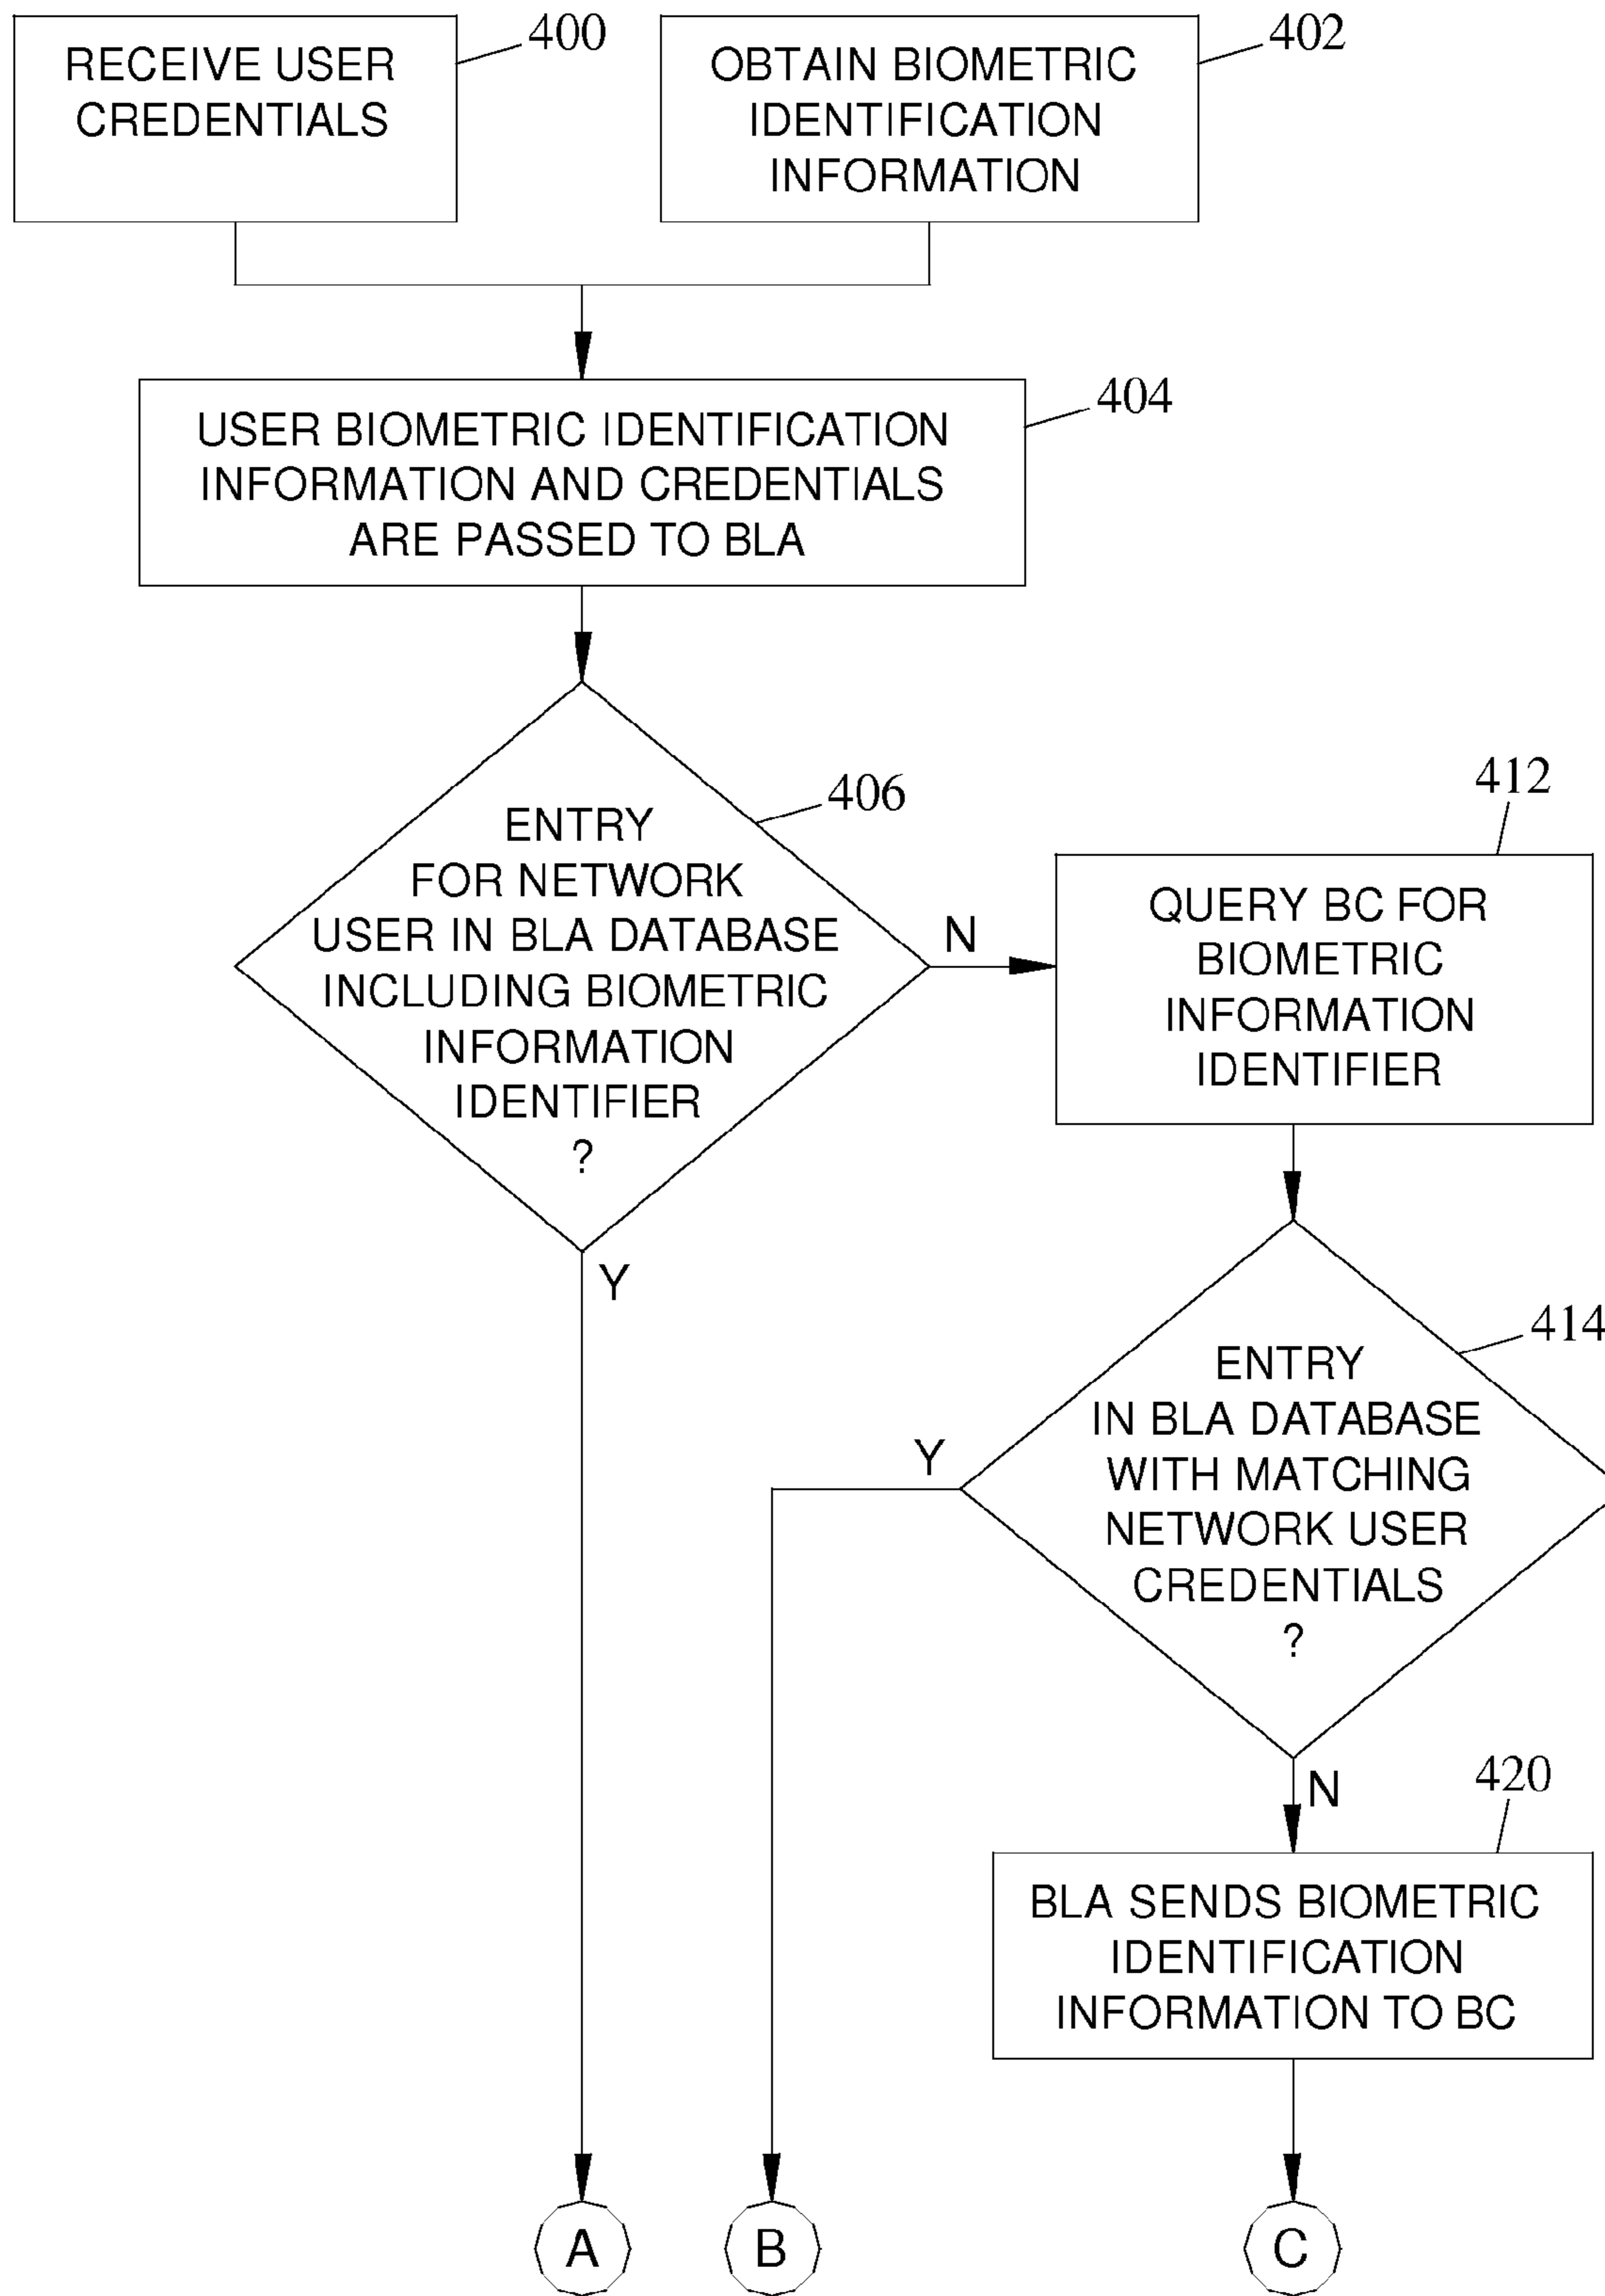 RECEIVE USER
CREDENTIALS
400
OBTAIN BIOMETRIC
IDENTIFICATION
INFORMATION
402
USER BIOMETRIC IDENTIFICATION
INFORMATION AND CREDENTIALS
ARE PASSED TO BLA
404
ENTRY
FOR NETWORK
USER IN BLA DATABASE
INCLUDING BIOMETRIC
INFORMATION
IDENTIFIER
?
406
N
Y
412
QUERY BC FOR
BIOMETRIC
INFORMATION
IDENTIFIER
414
ENTRY
IN BLA DATABASE
WITH MATCHING
NETWORK USER
CREDENTIALS
?
Y
N
420
BLA SENDS BIOMETRIC
IDENTIFICATION
INFORMATION TO BC
A
B
C